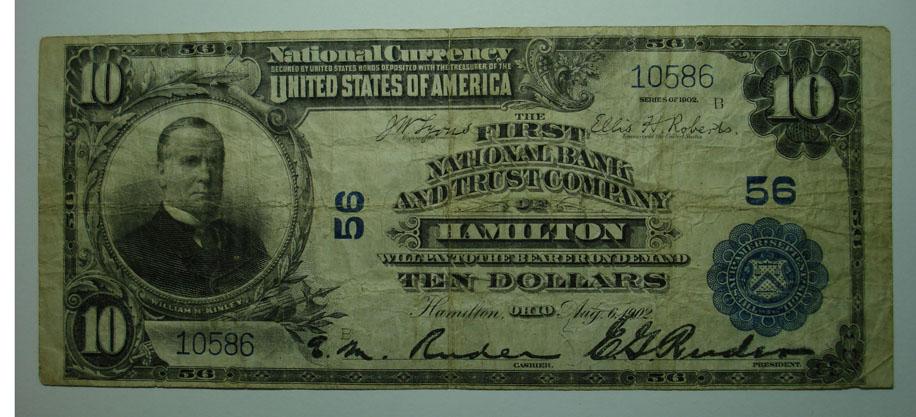 56 56
National Currency
SECURED BY UNITED STATES BONDS DEPOSITED WITH THE TREASURER OF THE
UNITED STATES OF AMERICA
10 10586 10
SERIES OF 1902. B
J W Lyons THE Ellis H. Roberts.
FIRST
NATIONAL BANK
AND TRUST COMPANY
OF
HAMILTON
56 56
WILL PAY TO THE BEARER ON DEMAND
TEN DOLLARS
WILLIAM McKINLEY
Hamilton, OHIO Aug. 6, 1902
10 10586 B
CASHIER. PRESIDENT.
56 56